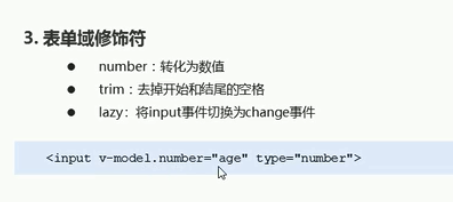 3. 表单域修饰符
● number：转化为数值
● trim：去掉开始和结尾的空格
● lazy：将input事件切换为change事件
<input v-model.number="age" type="number">